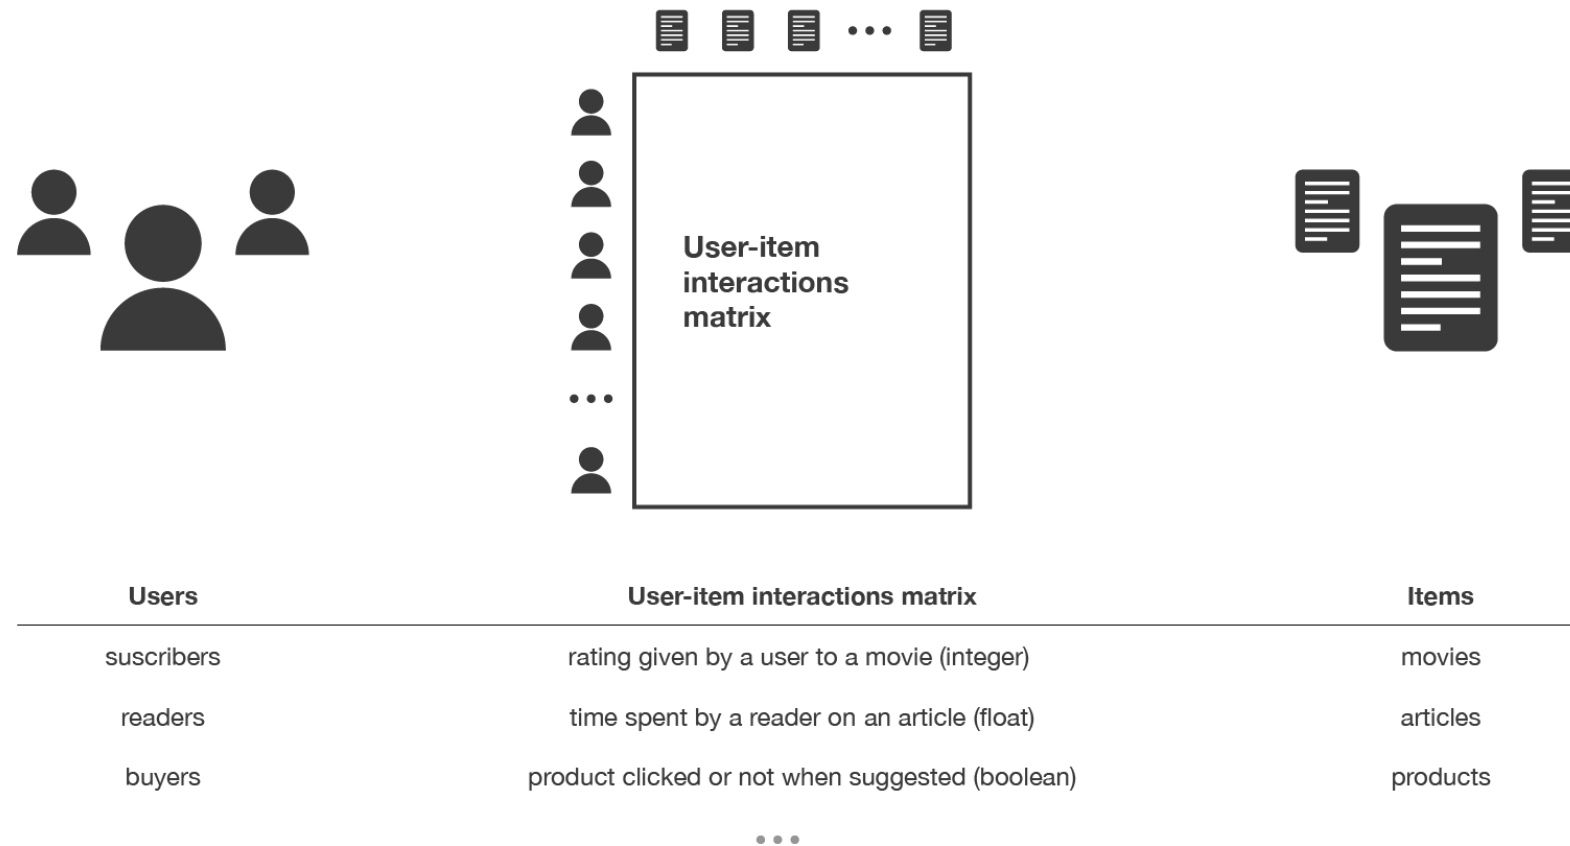 User-item
interactions
matrix
Users User-item interactions matrix Items
suscribers rating given by a user to a movie (integer) movies
readers time spent by a reader on an article (float) articles
buyers product clicked or not when suggested (boolean) products
...